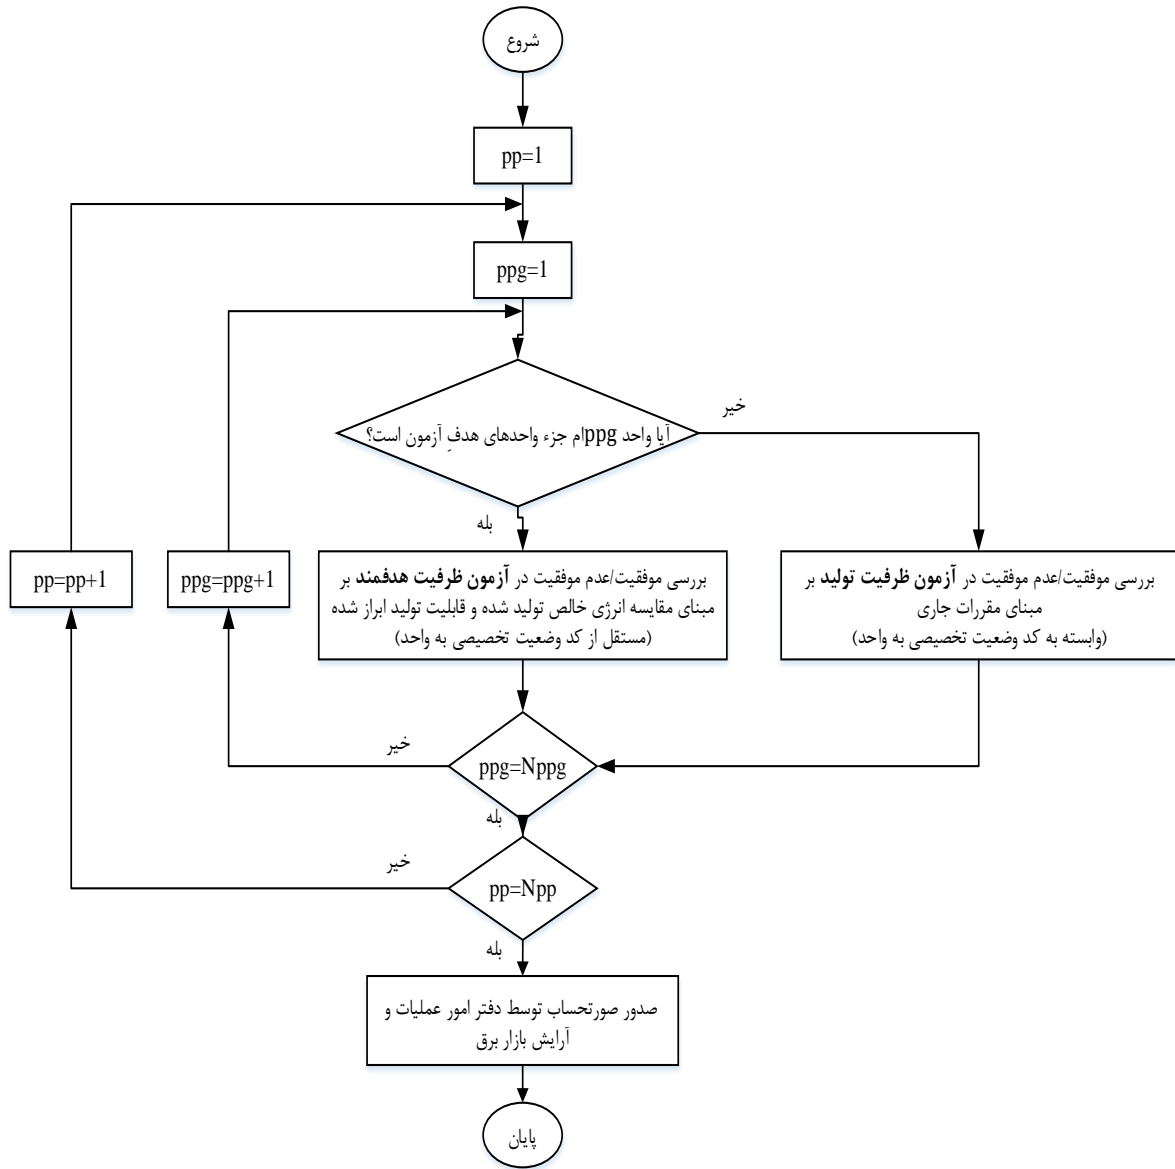 شروع
pp=1
ppg=1
آیا واحد ppgام جزء واحدهای هدفِ آزمون است؟
خیر
بله
pp=pp+1
ppg=ppg+1
بررسی موفقیت/عدم موفقیت در آزمون ظرفیت هدفمند بر
مبنای مقایسه انرژی خالص تولید شده و قابلیت تولید ابراز شده
(مستقل از کد وضعیت تخصیصی به واحد)
بررسی موفقیت/عدم موفقیت در آزمون ظرفیت تولید بر
مبنای مقررات جاری
(وابسته به کد وضعیت تخصیصی به واحد)
خیر
ppg=Nppg
بله
خیر
pp=Npp
بله
صدور صورتحساب توسط دفتر امور عملیات و
آرایش بازار برق
پایان